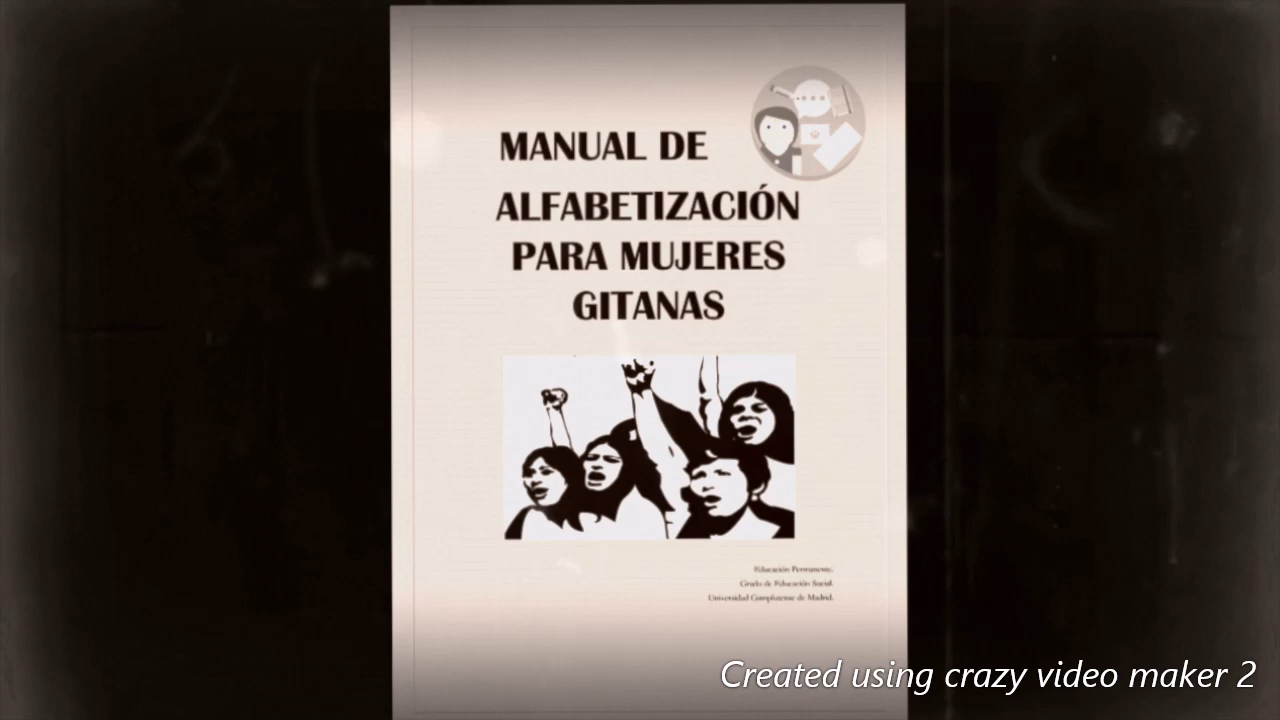 MANUAL DE
ALFABETIZACIÓN
PARA MUJERES
GITANAS
Educación Permanente.
Grado de Educación Social.
Universidad Complutense de Madrid.
Created using crazy video maker 2